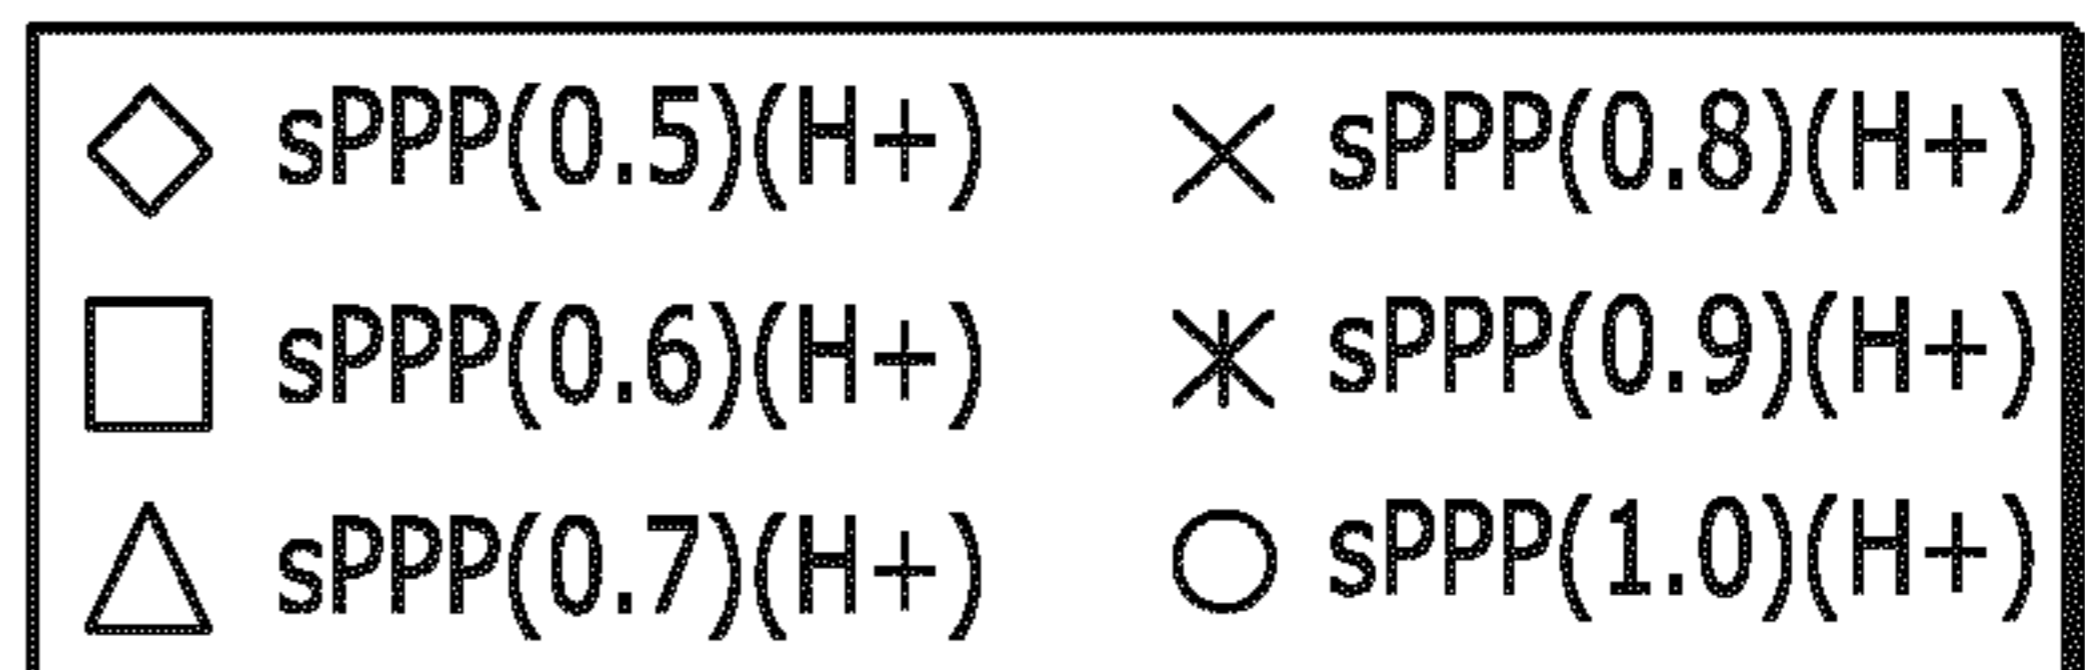 sPPP(0.5)(H+) sPPP(0.8)(H+)
sPPP(0.6)(H+) sPPP(0.9)(H+)
sPPP(0.7)(H+) sPPP(1.0)(H+)